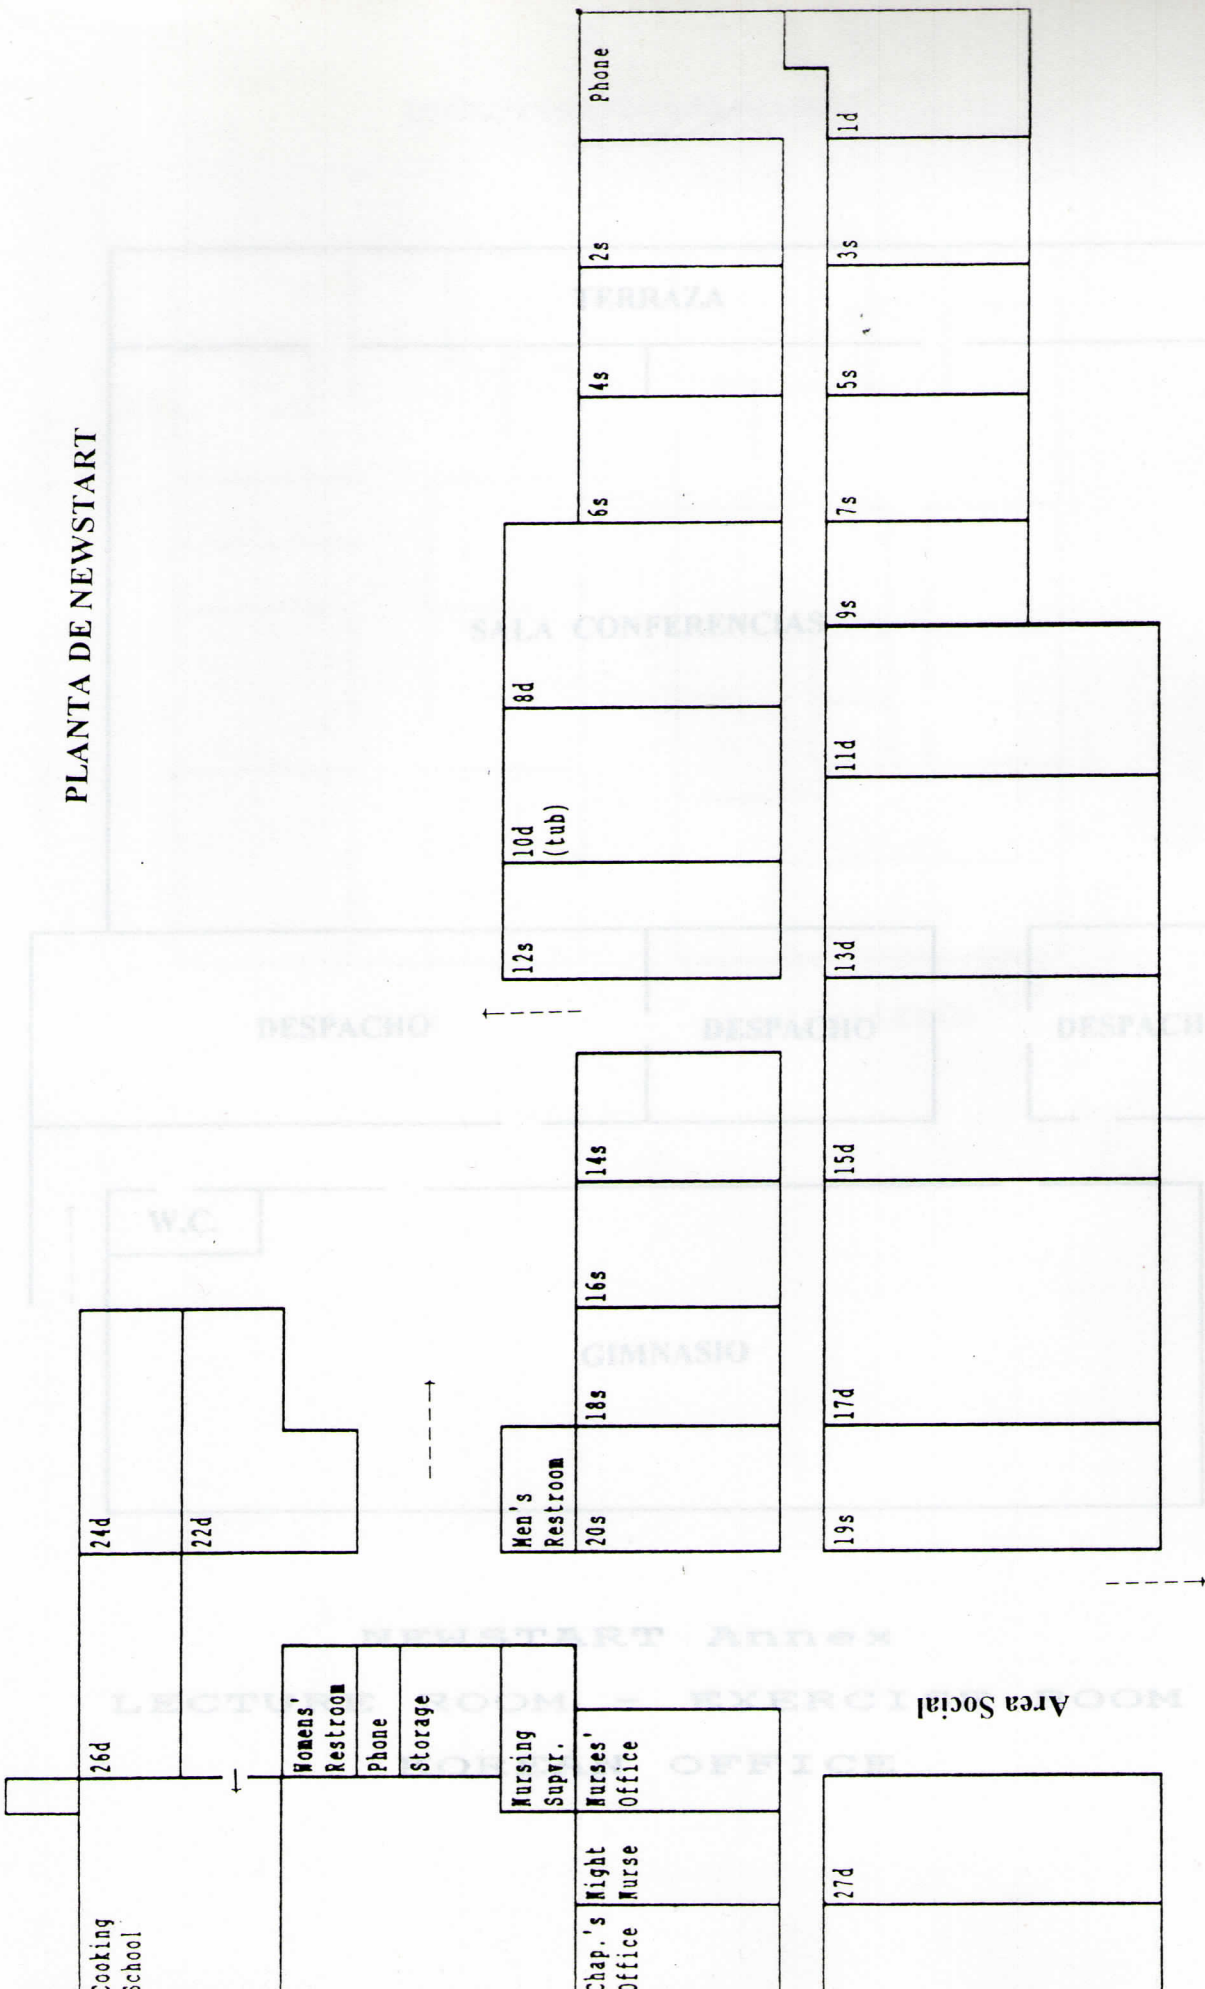 PLANTA DE NEWSTART
Phone
1d
2s
3s
4s
5s
6s
7s
8d
9s
10d
(tub)
11d
12s
13d
14s
15d
16s
17d
18s
Men's
Restroom
20s
19s
24d
22d
26d
Womens'
Restroom
Phone
Storage
Nursing
Supvr.
Nurses'
Office
Area Social
Night
Nurse
27d
Cooking
School
Chap.'s
Office
TERRAZA
SALA CONFERENCIAS
DESPACHO
DESPACHO
DESPACH
W.C.
GIMNASIO
NEWSTART Annex
LECTURE ROOM - EXERCISE ROOM
OFFICE